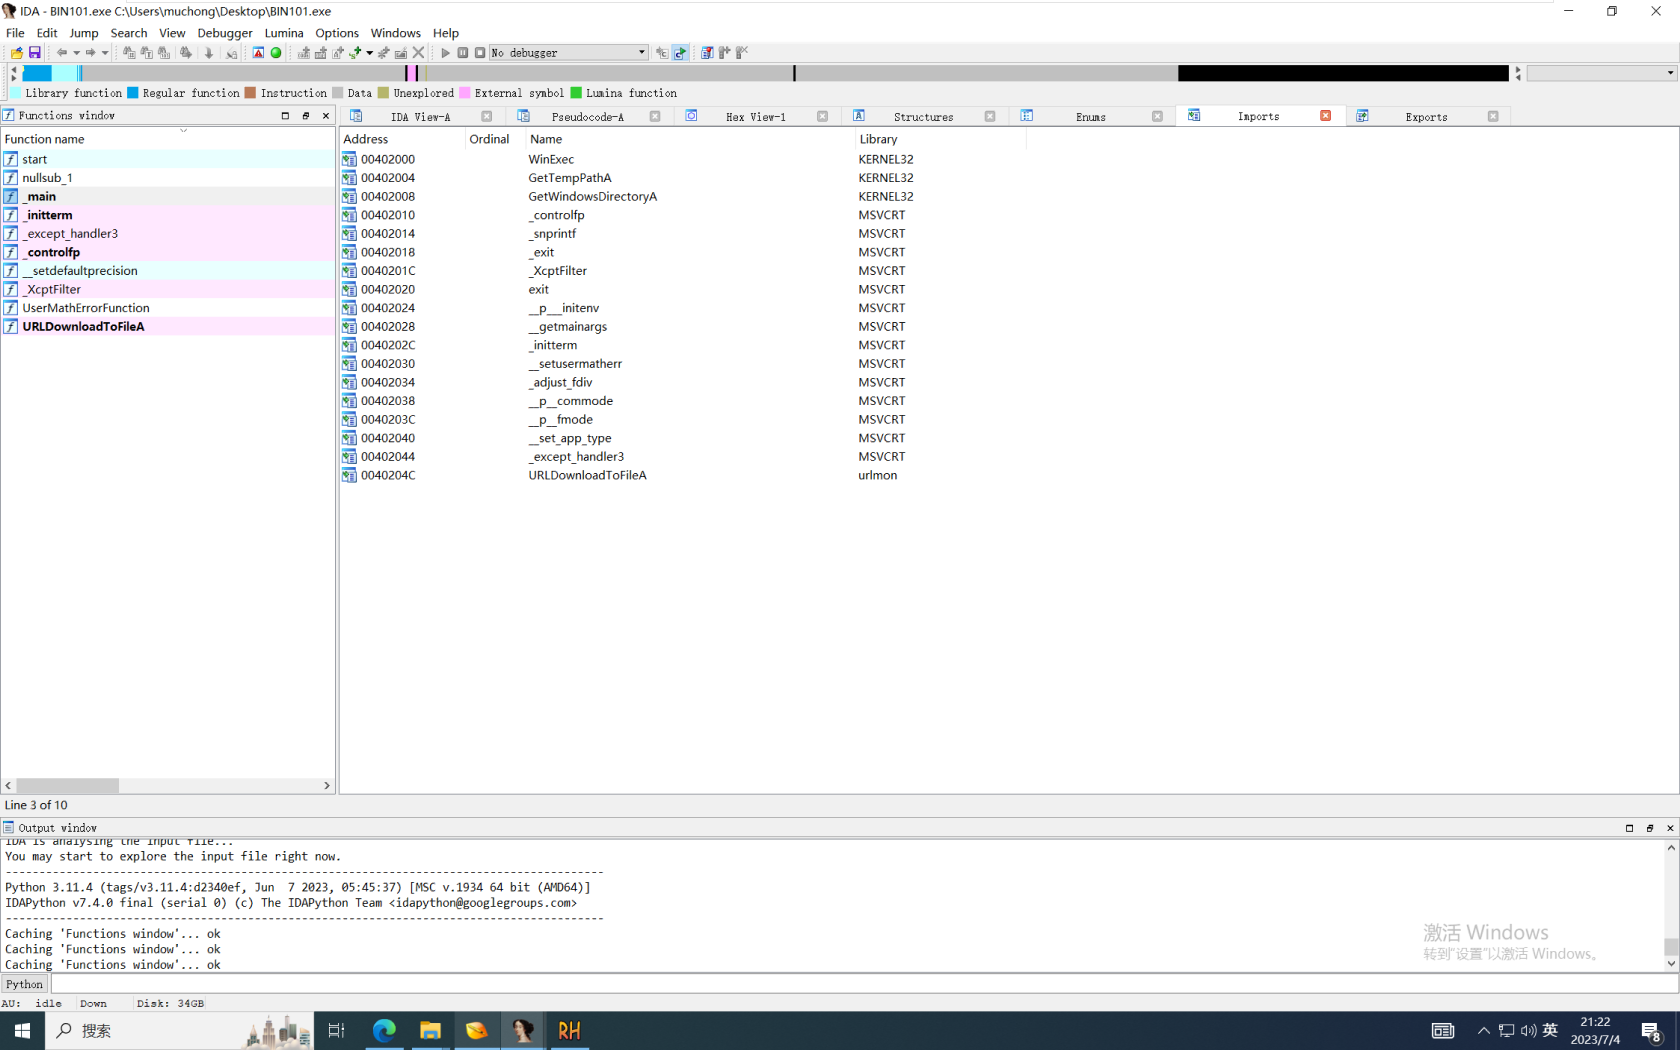 IDA - BIN101.exe C:\Users\muchong\Desktop\BIN101.exe
File Edit Jump Search View Debugger Lumina Options Windows Help
No debugger
Library function Regular function Instruction Data Unexplored External symbol Lumina function
Functions window
IDA View-A Pseudocode-A Hex View-1 Structures Enums Imports Exports
Function name
start
nullsub_1
_main
_initterm
_except_handler3
_controlfp
__setdefaultprecision
_XcptFilter
UserMathErrorFunction
URLDownloadToFileA
Address Ordinal Name Library
00402000 WinExec KERNEL32
00402004 GetTempPathA KERNEL32
00402008 GetWindowsDirectoryA KERNEL32
00402010 _controlfp MSVCRT
00402014 _snprintf MSVCRT
00402018 _exit MSVCRT
0040201C _XcptFilter MSVCRT
00402020 exit MSVCRT
00402024 __p___initenv MSVCRT
00402028 __getmainargs MSVCRT
0040202C _initterm MSVCRT
00402030 __setusermatherr MSVCRT
00402034 _adjust_fdiv MSVCRT
00402038 __p__commode MSVCRT
0040203C __p__fmode MSVCRT
00402040 __set_app_type MSVCRT
00402044 _except_handler3 MSVCRT
0040204C URLDownloadToFileA urlmon
Line 3 of 10
Output window
IDA is analysing the input file...
You may start to explore the input file right now.
Python 3.11.4 (tags/v3.11.4:d2340ef, Jun  7 2023, 05:45:37) [MSC v.1934 64 bit (AMD64)]
IDAPython v7.4.0 final (serial 0) (c) The IDAPython Team <idapython@googlegroups.com>
Caching 'Functions window'... ok
Caching 'Functions window'... ok
Caching 'Functions window'... ok
激活 Windows
转到"设置"以激活 Windows。
Python
AU: idle Down Disk: 34GB
搜索
RH
英
21:22
2023/7/4
8